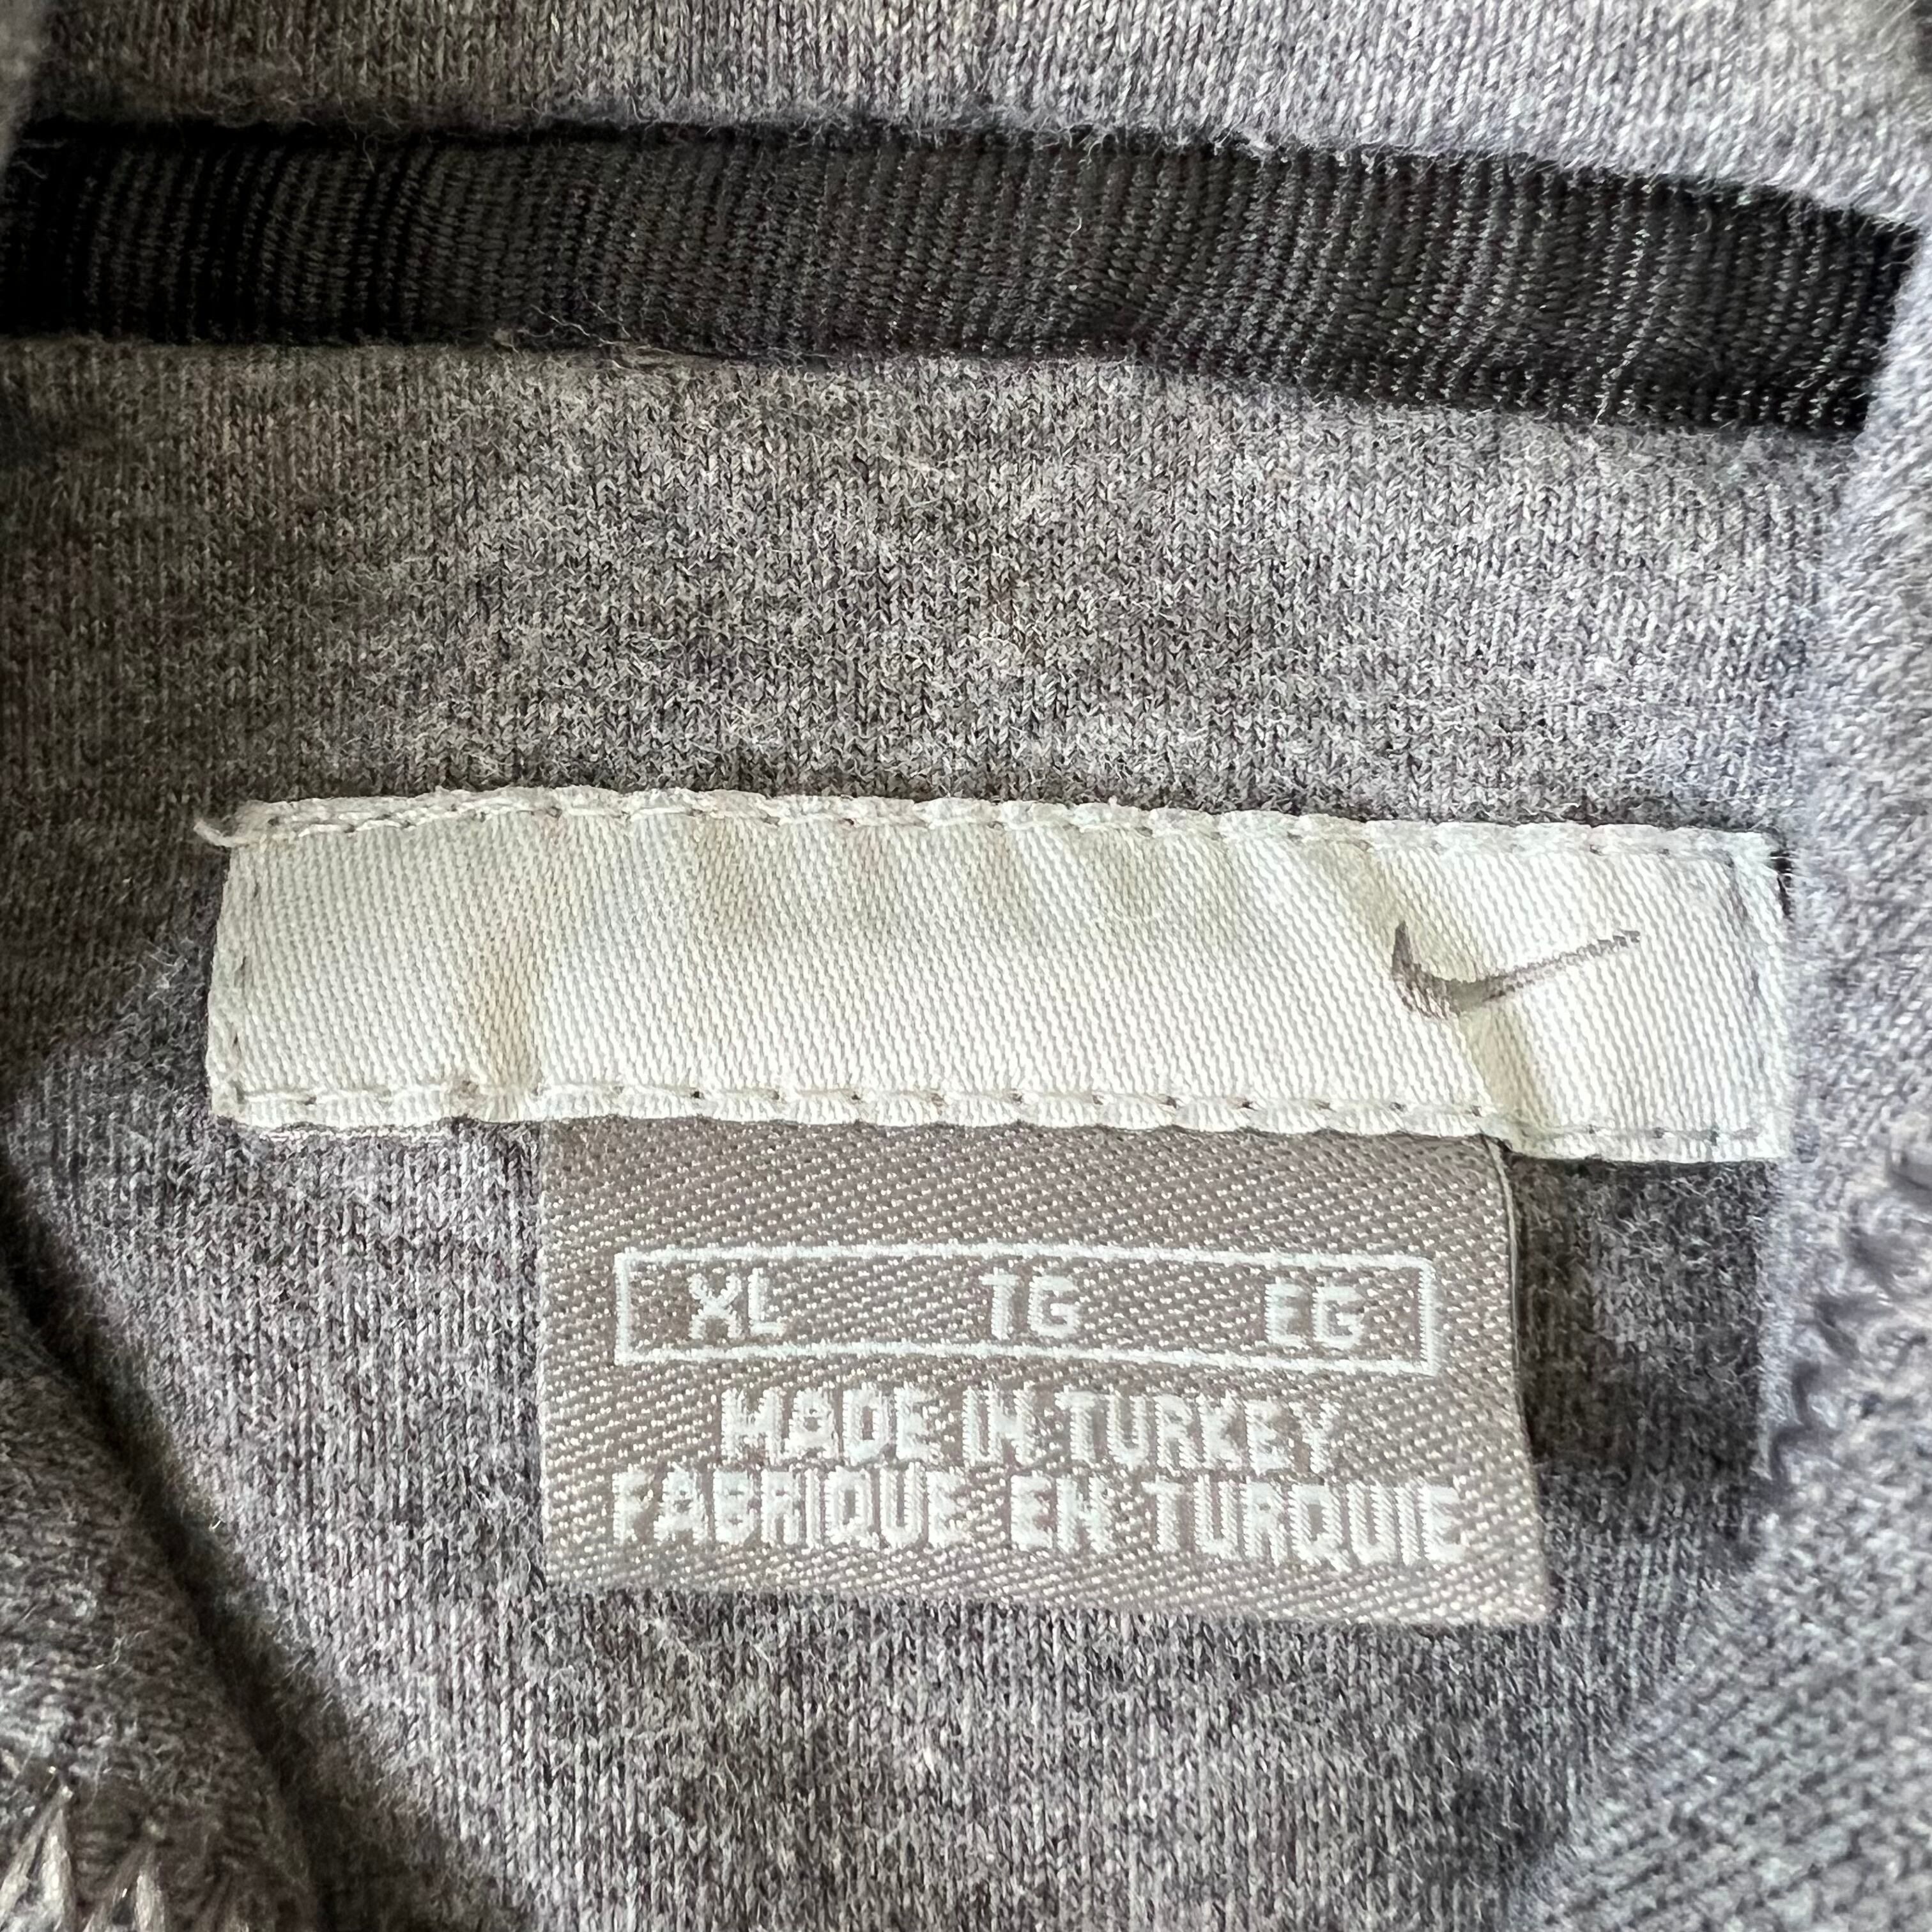 XL TG EG
MADE IN TURKEY
FABRIQUE EN TURQUIE